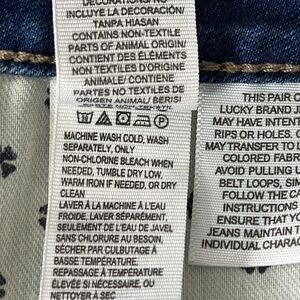 DECORATIONS/NO
INCLUYE LA DECORACIÓN/
TANPA HIASAN
CONTAINS NON-TEXTILE
PARTS OF ANIMAL ORIGIN/
CONTIENT DES ÉLÉMENTS
NON TEXTILES D'ORIGINE
ANIMALE/ CONTIENE
PARTES NO TEXTILES DE
ORIGEN ANIMAL/ BERISI
MACHINE WASH COLD, WASH
SEPARATELY, ONLY
NON-CHLORINE BLEACH WHEN
NEEDED, TUMBLE DRY LOW,
WARM IRON IF NEEDED, OR DRY
CLEAN
LAVER À LA MACHINE À L'EAU
FROIDE, LAVER SÉPARÉMENT,
SEULEMENT DE L'EAU DE JAVEL
SANS CHLORURE AU BESOIN,
SÈCHER PAR CULBUTAGE À
BASSE TEMPÉRATURE,
REPASSAGE À TEMPÉRATURE
ÉLEVÉE SI NÉCESSAIRE, OU
NETTOYER À SEC
THIS PAIR O
LUCKY BRAND J
MAY HAVE INTENT
RIPS OR HOLES. C
MAY TRANSFER TO L
COLORED FABR
AVOID PULLING U
BELT LOOPS, SIM
FOLLOW THE CA
INSTRUCTIONS
ENSURE THAT YO
JEANS MAINTAIN T
INDIVIDUAL CHARA